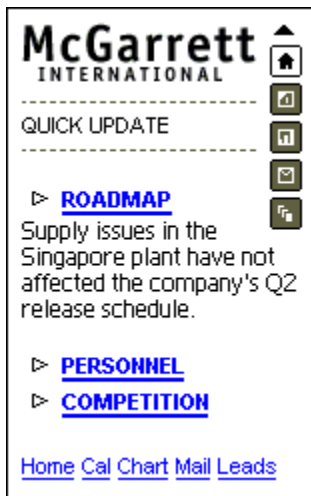 McGarrett
INTERNATIONAL
QUICK UPDATE
ROADMAP
Supply issues in the
Singapore plant have not
affected the company's Q2
release schedule.
PERSONNEL
COMPETITION
Home Cal Chart Mail Leads